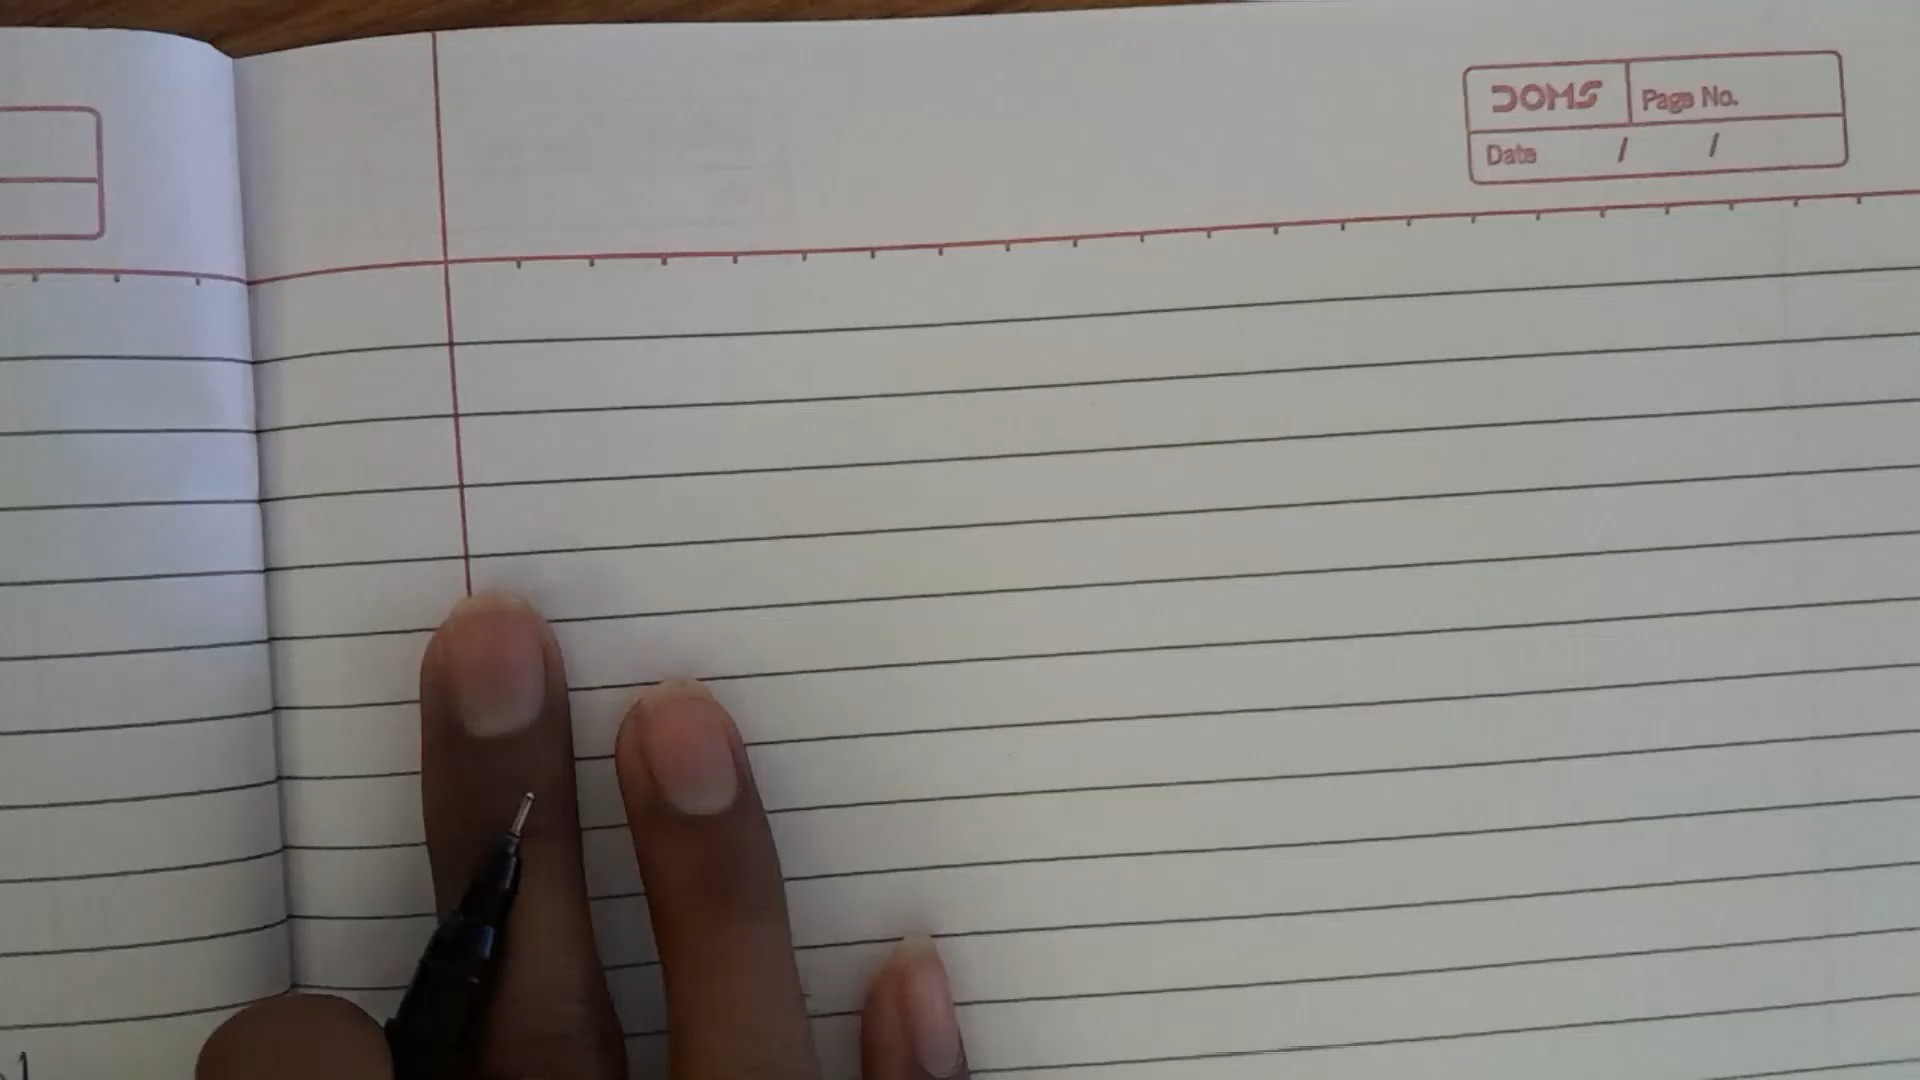 DOMS
Page No.
Date / /